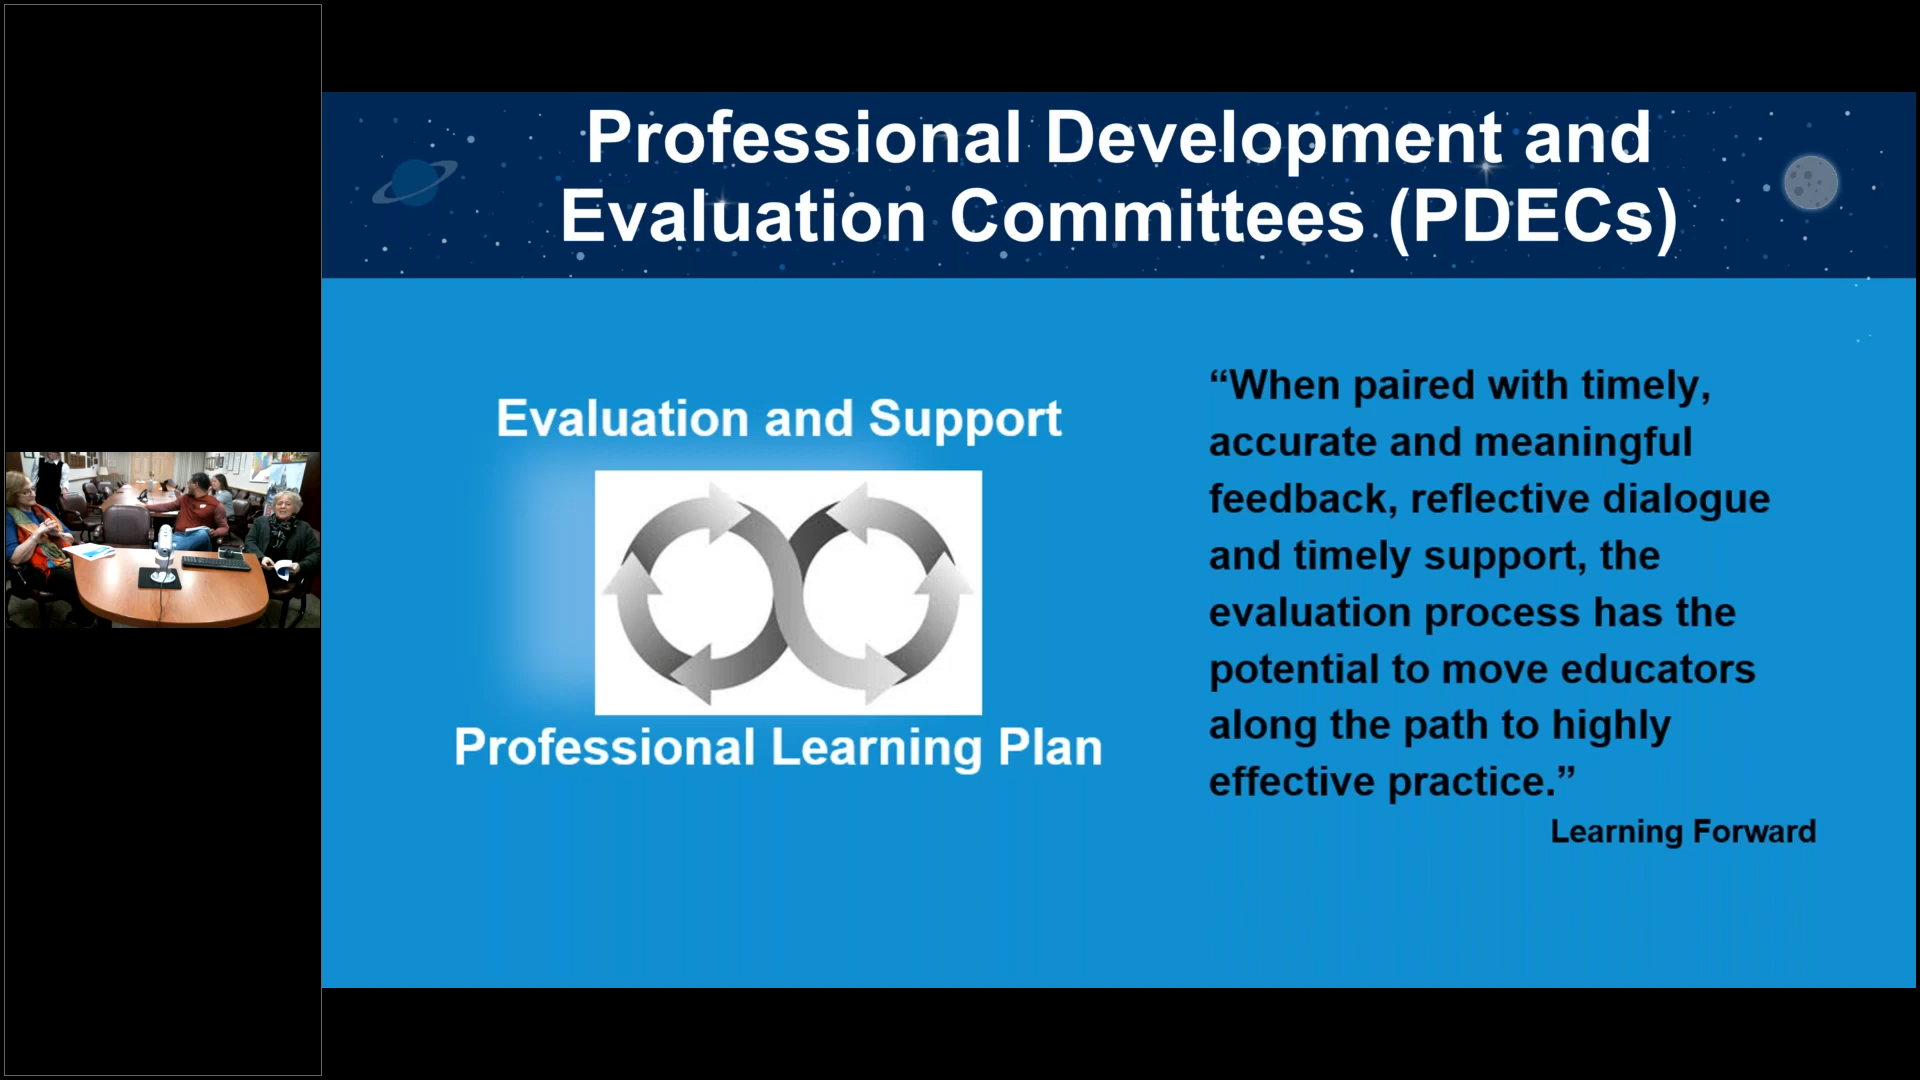 Professional Development and
Evaluation Committees (PDECs)
Evaluation and Support
Professional Learning Plan
“When paired with timely,
accurate and meaningful
feedback, reflective dialogue
and timely support, the
evaluation process has the
potential to move educators
along the path to highly
effective practice.”
Learning Forward